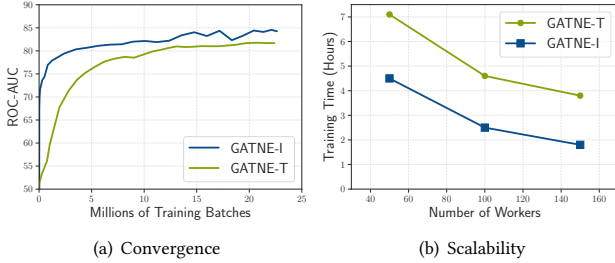 90
85
80
75
70
65
60
55
50
0
5
10
15
20
ROC-AUC
Millions of Training Batches
GATNE-I
GATNE-T
(a) Convergence
7
6
5
4
3
2
1
0
40
60
80
100
120
140
160
Training Time (Hours)
Number of Workers
GATNE-T
GATNE-I
(b) Scalability